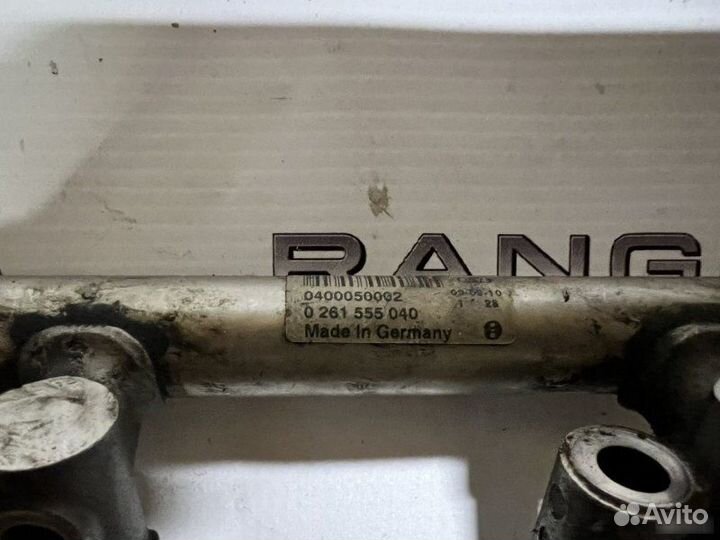 RANG
0400050002
0 261 555 040
Made In Germany
Avito